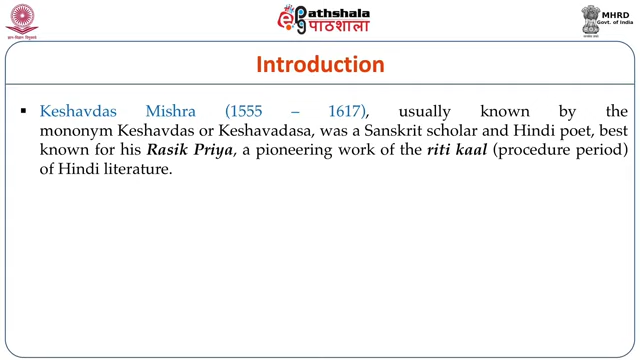 Pathshala
पाठशाला
MHRD
Govt. of India
Introduction
▪ Keshavdas Mishra (1555 – 1617), usually known by the
mononym Keshavdas or Keshavadasa, was a Sanskrit scholar and Hindi poet, best
known for his Rasik Priya, a pioneering work of the riti kaal (procedure period)
of Hindi literature.